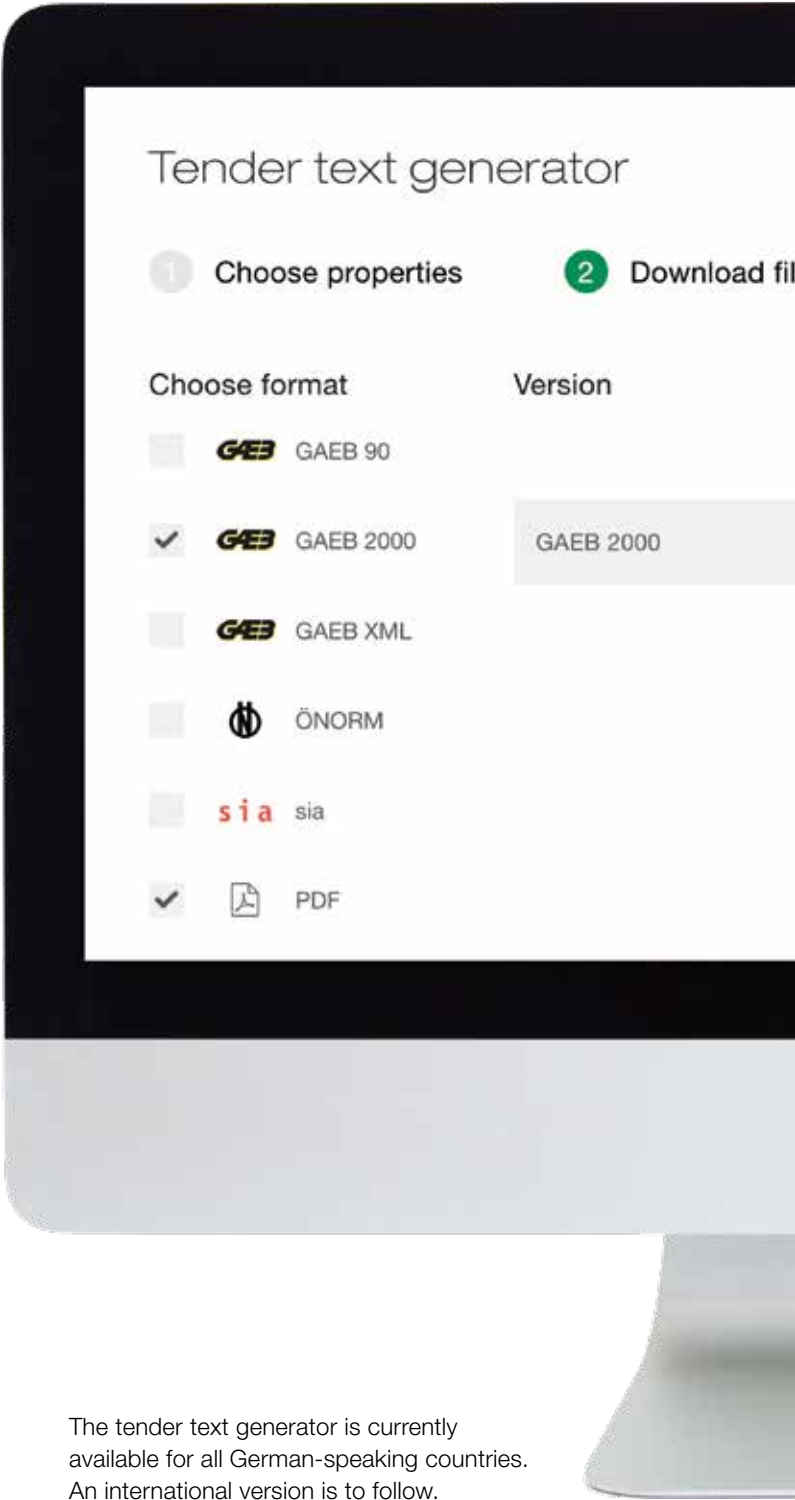 Tender text generator
1 Choose properties 2 Download fil
Choose format Version
GAEB GAEB 90
GAEB GAEB 2000 GAEB 2000
GAEB GAEB XML
ÖNORM
sia sia
PDF
The tender text generator is currently
available for all German-speaking countries.
An international version is to follow.